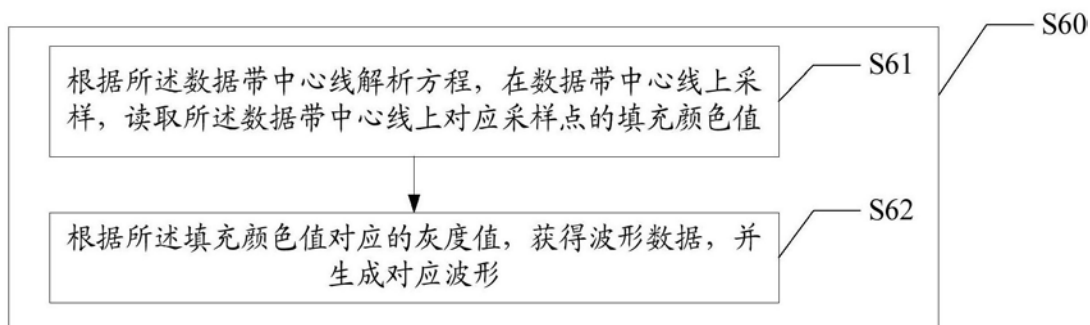 S60
根据所述数据带中心线解析方程，在数据带中心线上采
样，读取所述数据带中心线上对应采样点的填充颜色值
S61
根据所述填充颜色值对应的灰度值，获得波形数据，并
生成对应波形
S62